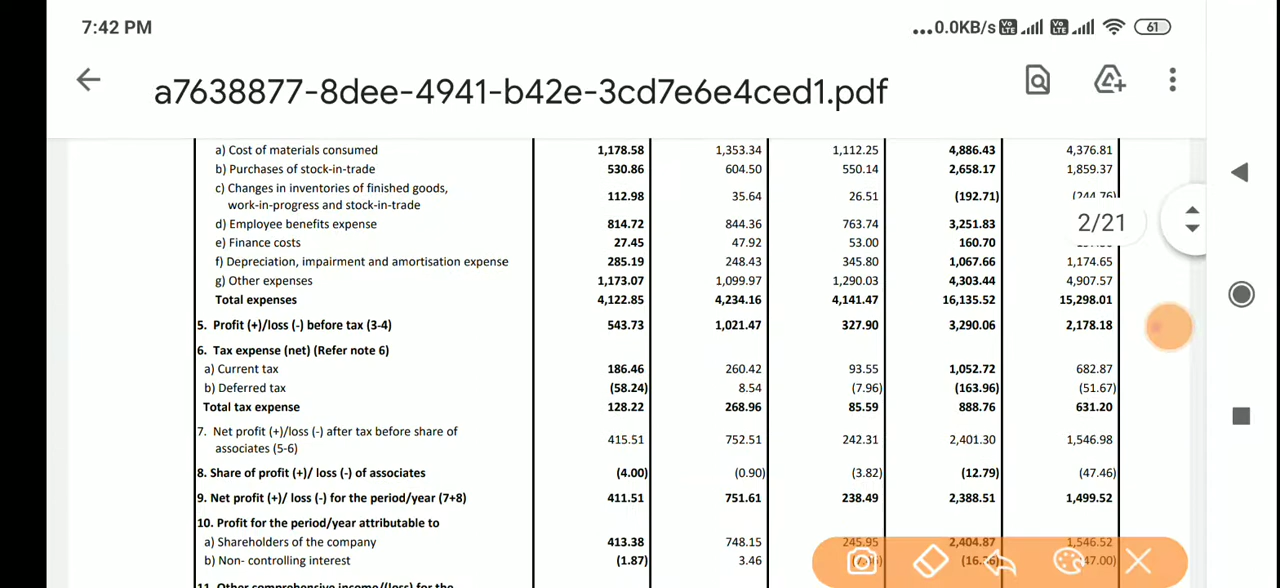 7:42 PM ...0.0KB/s Vo LTE Vo LTE 61
a7638877-8dee-4941-b42e-3cd7e6e4ced1.pdf
a) Cost of materials consumed 1,178.58 1,353.34 1,112.25 4,886.43 4,376.81
b) Purchases of stock-in-trade 530.86 604.50 550.14 2,658.17 1,859.37
c) Changes in inventories of finished goods,
work-in-progress and stock-in-trade 112.98 35.64 26.51 (192.71) (244.76)
2/21
d) Employee benefits expense 814.72 844.36 763.74 3,251.83
e) Finance costs 27.45 47.92 53.00 160.70
f) Depreciation, impairment and amortisation expense 285.19 248.43 345.80 1,067.66 1,174.65
g) Other expenses 1,173.07 1,099.97 1,290.03 4,303.44 4,907.57
Total expenses 4,122.85 4,234.16 4,141.47 16,135.52 15,298.01
5. Profit (+)/loss (-) before tax (3-4) 543.73 1,021.47 327.90 3,290.06 2,178.18
6. Tax expense (net) (Refer note 6)
a) Current tax 186.46 260.42 93.55 1,052.72 682.87
b) Deferred tax (58.24) 8.54 (7.96) (163.96) (51.67)
Total tax expense 128.22 268.96 85.59 888.76 631.20
7. Net profit (+)/loss (-) after tax before share of
associates (5-6) 415.51 752.51 242.31 2,401.30 1,546.98
8. Share of profit (+)/ loss (-) of associates (4.00) (0.90) (3.82) (12.79) (47.46)
9. Net profit (+)/ loss (-) for the period/year (7+8) 411.51 751.61 238.49 2,388.51 1,499.52
10. Profit for the period/year attributable to
a) Shareholders of the company 413.38 748.15 245.95 2,404.87 1,546.52
b) Non- controlling interest (1.87) 3.46 (47.00)
11. Other comprehensive income/(loss) for the